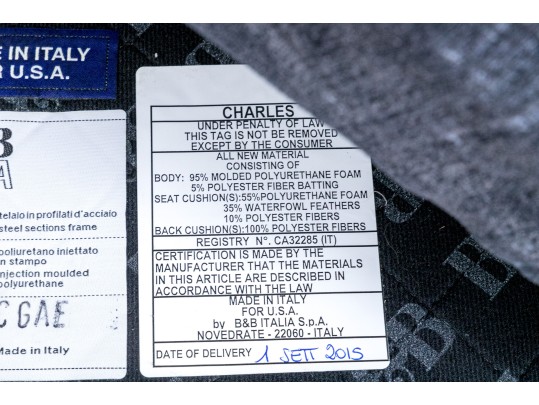 E IN ITALY
R U.S.A.
B
IA
telaio in profilati d'acciaio
steel sections frame
poliuretano iniettato
in stampo
injection moulded
polyurethane
C GAE
Made in Italy
CHARLES
UNDER PENALTY OF LAW
THIS TAG IS NOT BE REMOVED
EXCEPT BY THE CONSUMER
ALL NEW MATERIAL
CONSISTING OF
BODY: 95% MOLDED POLYURETHANE FOAM
5% POLYESTER FIBER BATTING
SEAT CUSHION(S):55%POLYURETHANE FOAM
35% WATERFOWL FEATHERS
10% POLYESTER FIBERS
BACK CUSHION(S):100% POLYESTER FIBERS
REGISTRY N°. CA32285 (IT)
CERTIFICATION IS MADE BY THE
MANUFACTURER THAT THE MATERIALS
IN THIS ARTICLE ARE DESCRIBED IN
ACCORDANCE WITH THE LAW
MADE IN ITALY
FOR U.S.A.
by B&B ITALIA S.p.A.
NOVEDRATE - 22060 - ITALY
DATE OF DELIVERY 1 SETT 2015